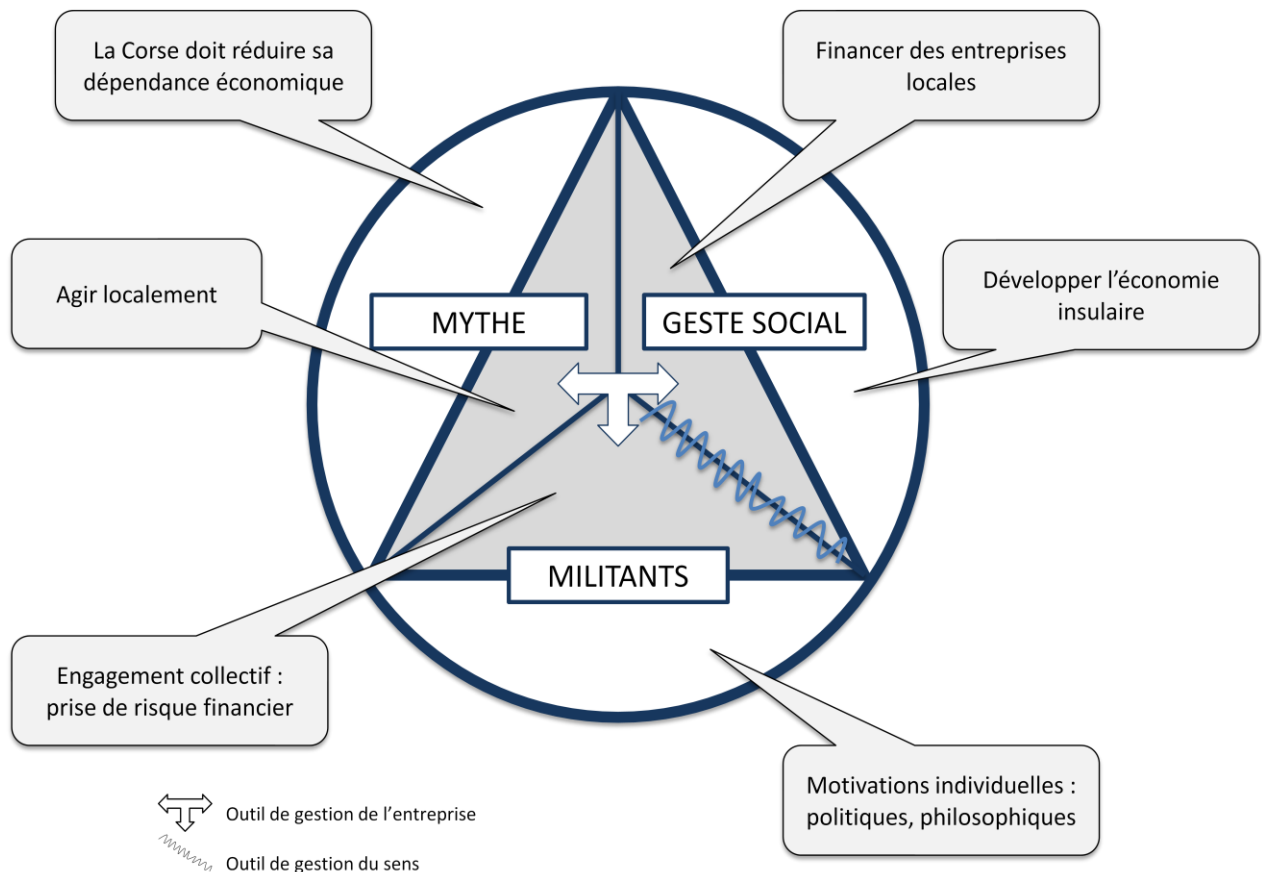 La Corse doit réduire sa
dépendance économique
Financer des entreprises
locales
Agir localement
MYTHE
GESTE SOCIAL
Développer l’économie
insulaire
MILITANTS
Engagement collectif :
prise de risque financier
Motivations individuelles :
politiques, philosophiques
Outil de gestion de l’entreprise
Outil de gestion du sens